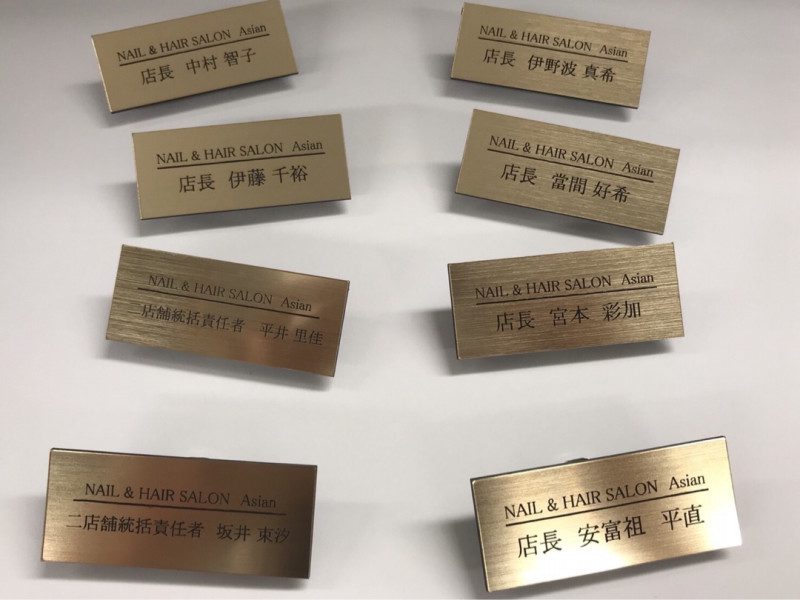 NAIL & HAIR SALON Asian
店長 中村 智子
NAIL & HAIR SALON Asian
店長 伊野波 真希
NAIL & HAIR SALON Asian
店長 伊藤 千裕
NAIL & HAIR SALON Asian
店長 當間 好希
NAIL & HAIR SALON Asian
店舗統括責任者 平井 里佳
NAIL & HAIR SALON Asian
店長 宮本 彩加
NAIL & HAIR SALON Asian
二店舗統括責任者 坂井 東汐
NAIL & HAIR SALON Asian
店長 安富祖 平直